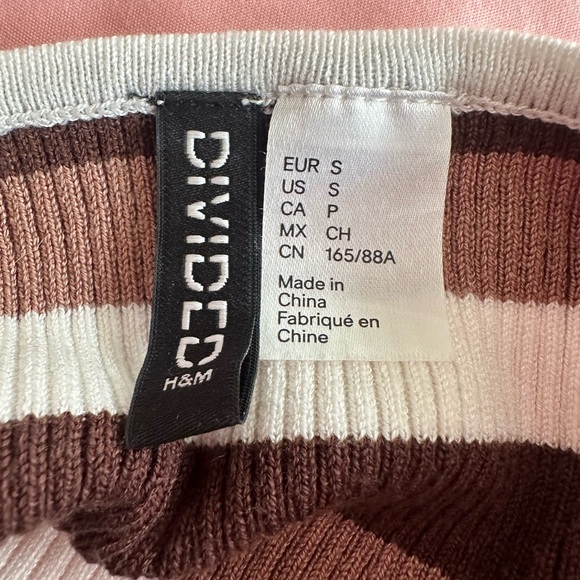 DIVIDED
H&M
EUR S
US S
CA P
MX CH
CN 165/88A
Made in
China
Fabriqué en
Chine